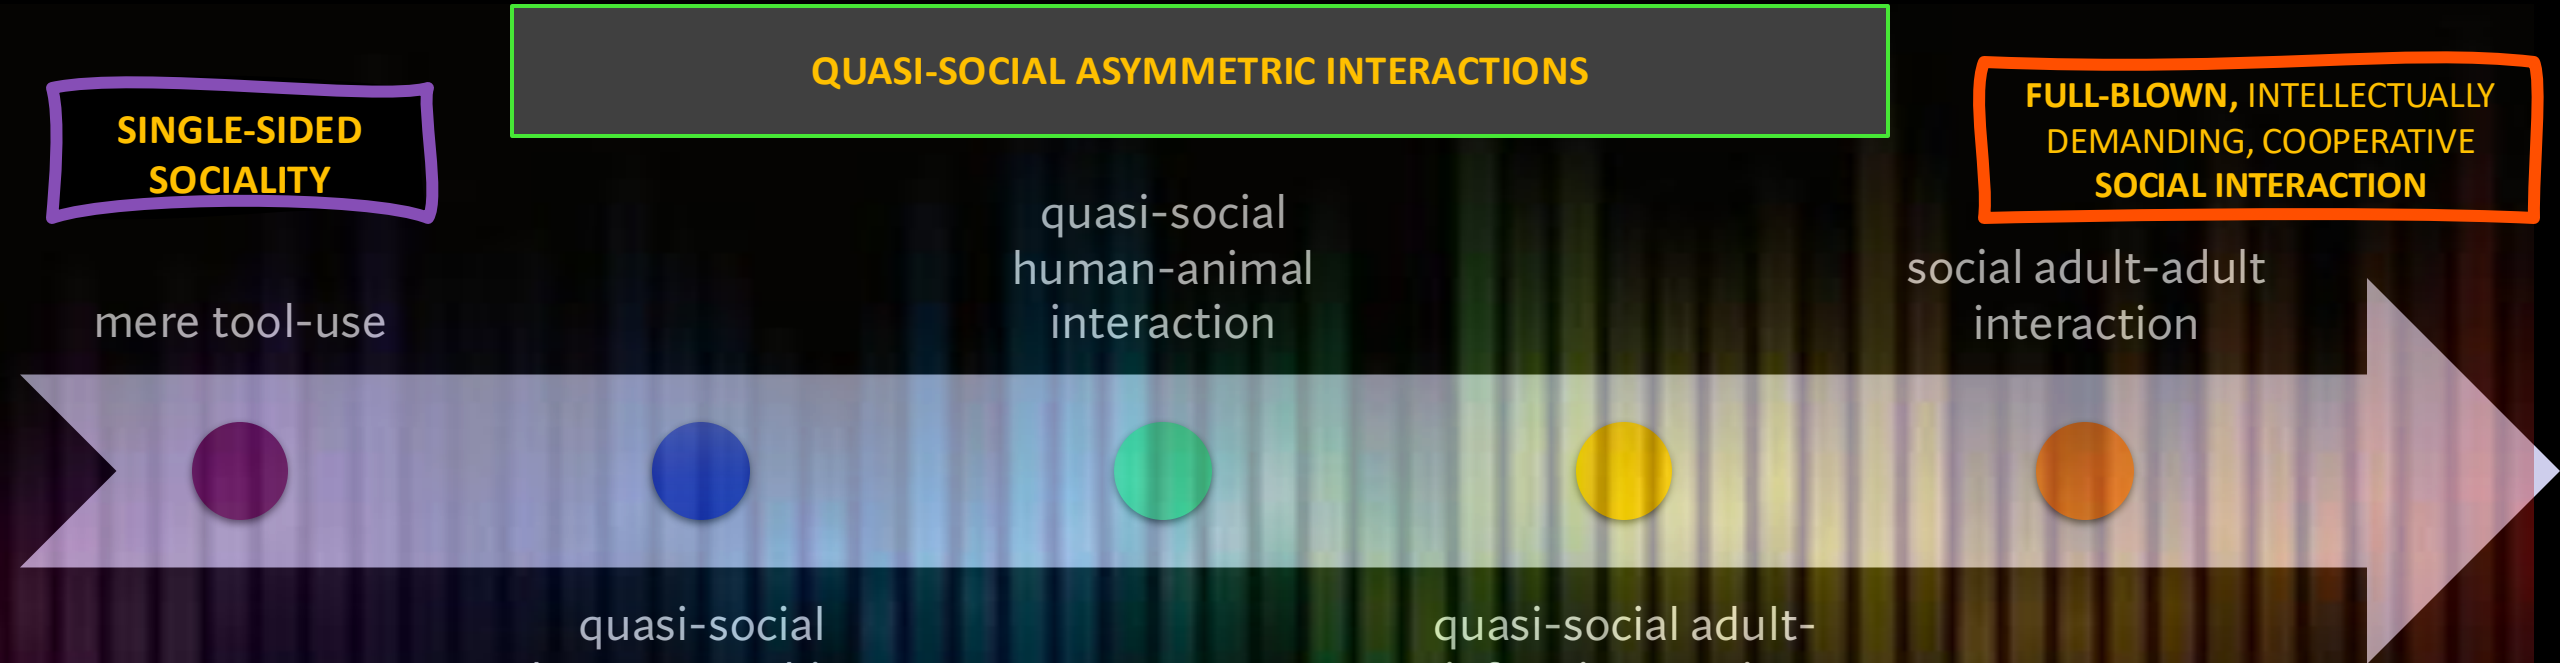 QUASI-SOCIAL ASYMMETRIC INTERACTIONS
SINGLE-SIDED
SOCIALITY
FULL-BLOWN, INTELLECTUALLY
DEMANDING, COOPERATIVE
SOCIAL INTERACTION
mere tool-use
quasi-social
human-animal
interaction
social adult-adult
interaction
quasi-social
quasi-social adult-